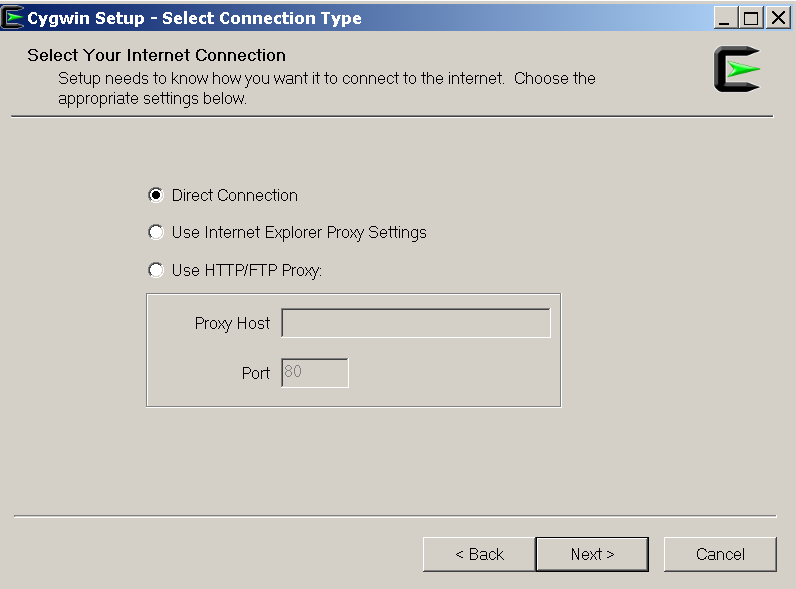 Cygwin Setup - Select Connection Type
Select Your Internet Connection
Setup needs to know how you want it to connect to the internet.  Choose the
appropriate settings below.
Direct Connection
Use Internet Explorer Proxy Settings
Use HTTP/FTP Proxy:
Proxy Host
Port 80
< Back Next > Cancel